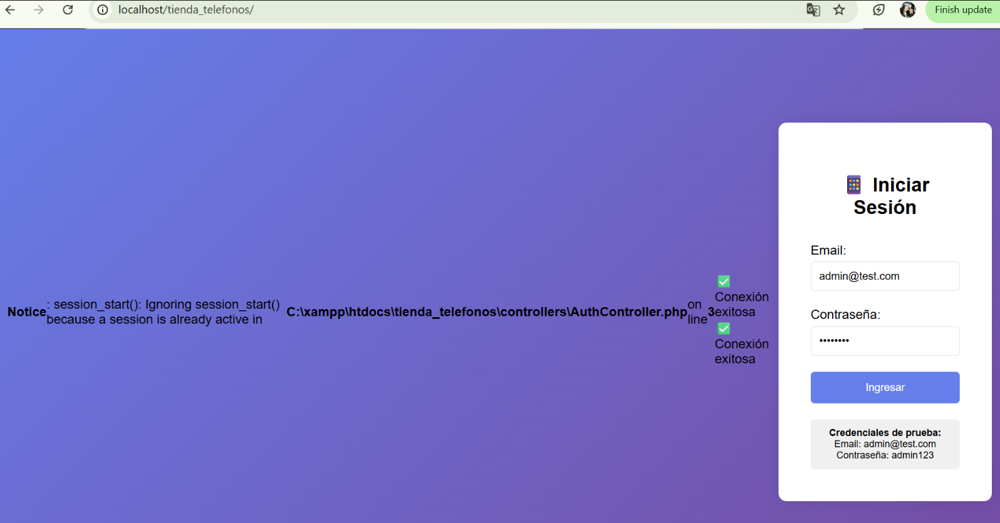 localhost/tienda_telefonos/
Finish update
Notice
: session_start(): Ignoring session_start()
because a session is already active in
C:\xampp\htdocs\tienda_telefonos\controllers\AuthController.php
on
line
3
✅
Conexión
exitosa
✅
Conexión
exitosa
📱 Iniciar
Sesión
Email:
admin@test.com
Contraseña:
••••••••
Ingresar
Credenciales de prueba:
Email: admin@test.com
Contraseña: admin123